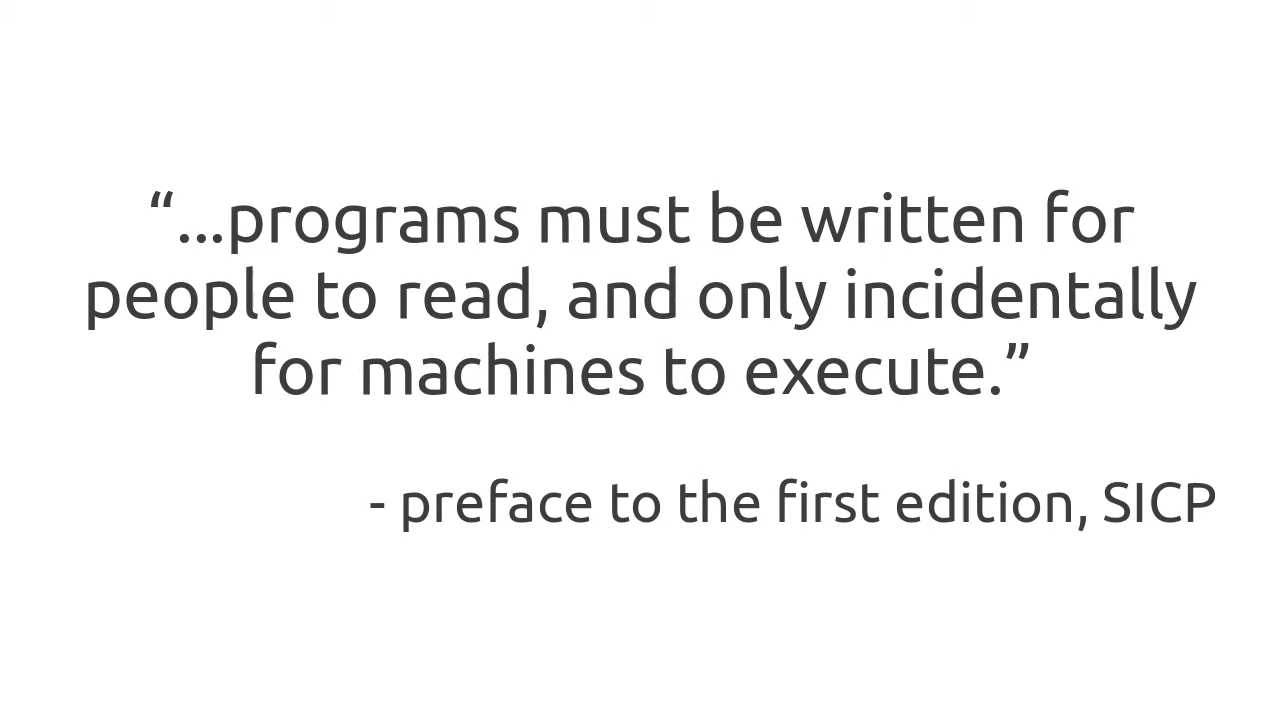 “...programs must be written for
people to read, and only incidentally
for machines to execute.”
- preface to the first edition, SICP